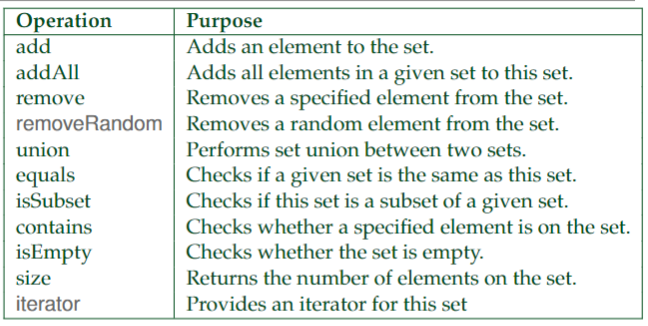 Operation Purpose
add Adds an element to the set.
addAll Adds all elements in a given set to this set.
remove Removes a specified element from the set.
removeRandom Removes a random element from the set.
union Performs set union between two sets.
equals Checks if a given set is the same as this set.
isSubset Checks if this set is a subset of a given set.
contains Checks whether a specified element is on the set.
isEmpty Checks whether the set is empty.
size Returns the number of elements on the set.
iterator Provides an iterator for this set